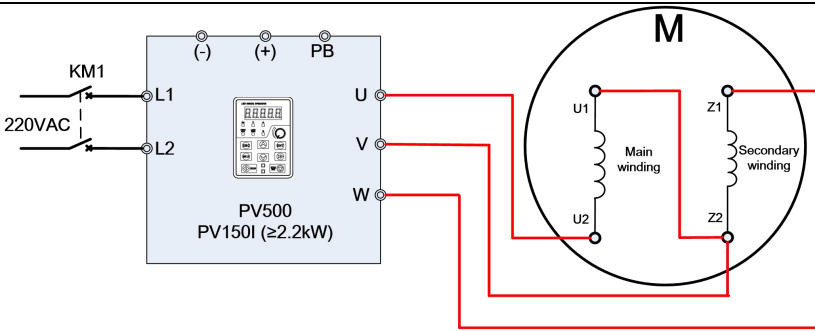 M
(-) (+) PB
KM1
L1
U
220VAC
V
L2
W
PV500
PV150I (≥2.2kW)
U1
Z1
Main
winding
Secondary
winding
U2
Z2